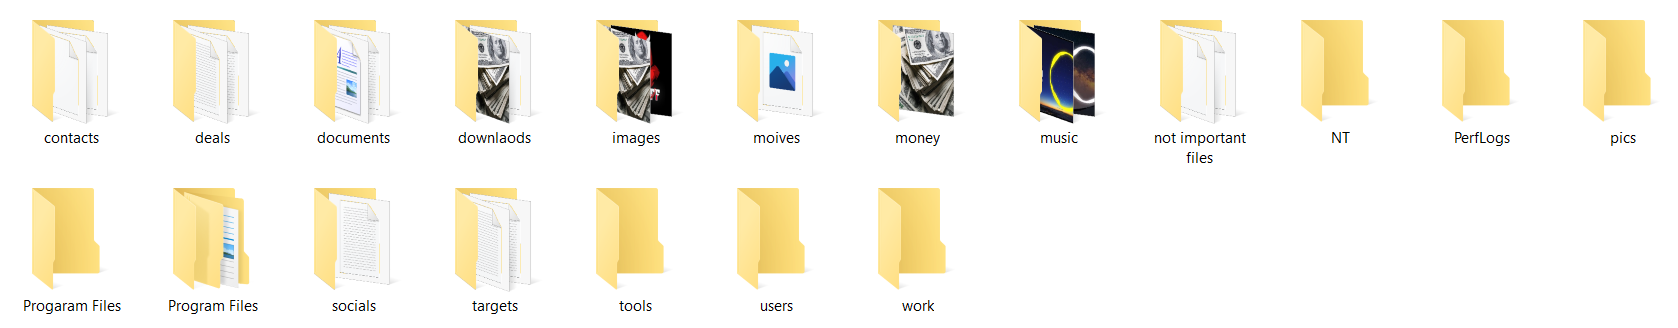 contacts
deals
documents
downlaods
images
moives
money
music
not important
files
NT
PerfLogs
pics
Progaram Files
Program Files
socials
targets
tools
users
work